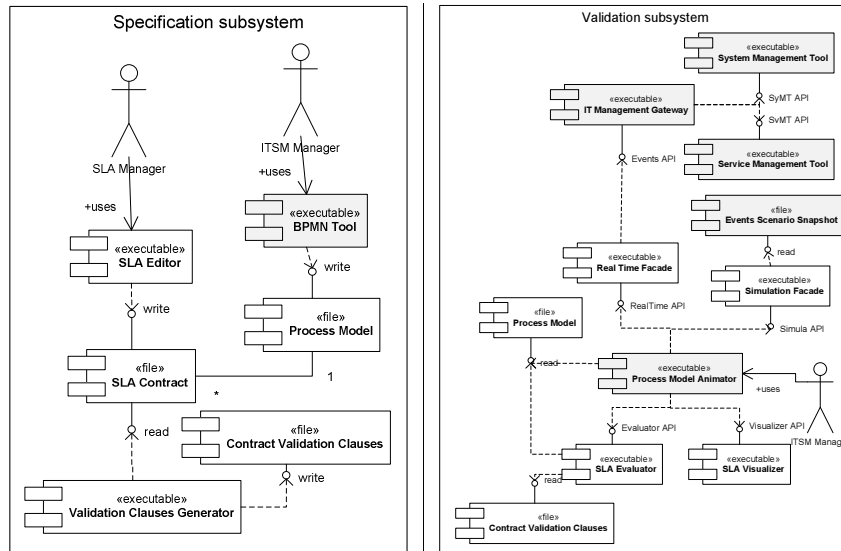 Specification subsystem
SLA Manager
ITSM Manager
+uses
+uses
«executable»
BPMN Tool
«executable»
SLA Editor
write
write
«file»
Process Model
«file»
SLA Contract
1
*
read
«file»
Contract Validation Clauses
write
«executable»
Validation Clauses Generator
Validation subsystem
«executable»
System Management Tool
SyMT API
«executable»
IT Management Gateway
SvMT API
«executable»
Service Management Tool
Events API
«file»
Events Scenario Snapshot
read
«executable»
Real Time Facade
«executable»
Simulation Facade
RealTime API
Simula API
«file»
Process Model
read
«executable»
Process Model Animator
+uses
ITSM Manag
Evaluator API
Visualizer API
«executable»
SLA Evaluator
«executable»
SLA Visualizer
read
«file»
Contract Validation Clauses